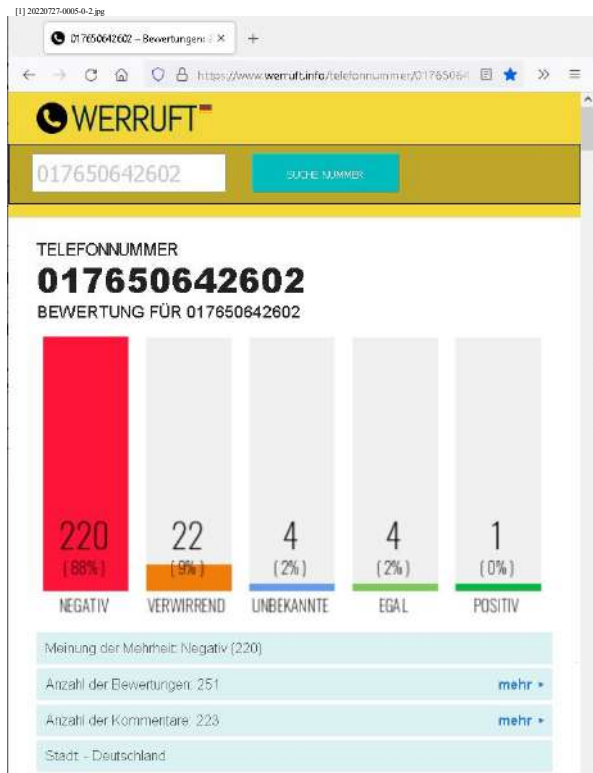 [1] 20220727-0005-0-2.jpg
017650642602 – Bewertungen:
https://www.werruft.info/telefonnummer/01765064
WERRUFT
017650642602
SUCHE NUMMER
TELEFONNUMMER
017650642602
BEWERTUNG FÜR 017650642602
220 22 4 4 1
(88%) (9%) (2%) (2%) (0%)
NEGATIV VERWIRREND UNBEKANNTE EGAL POSITIV
Meinung der Mehrheit: Negativ (220)
Anzahl der Bewertungen: 251 mehr
Anzahl der Kommentare: 223 mehr
Stadt: - Deutschland